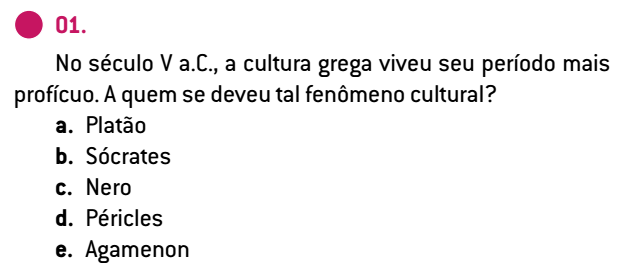 01.
No século V a.C., a cultura grega viveu seu período mais
profícuo. A quem se deveu tal fenômeno cultural?
a. Platão
b. Sócrates
c. Nero
d. Péricles
e. Agamenon